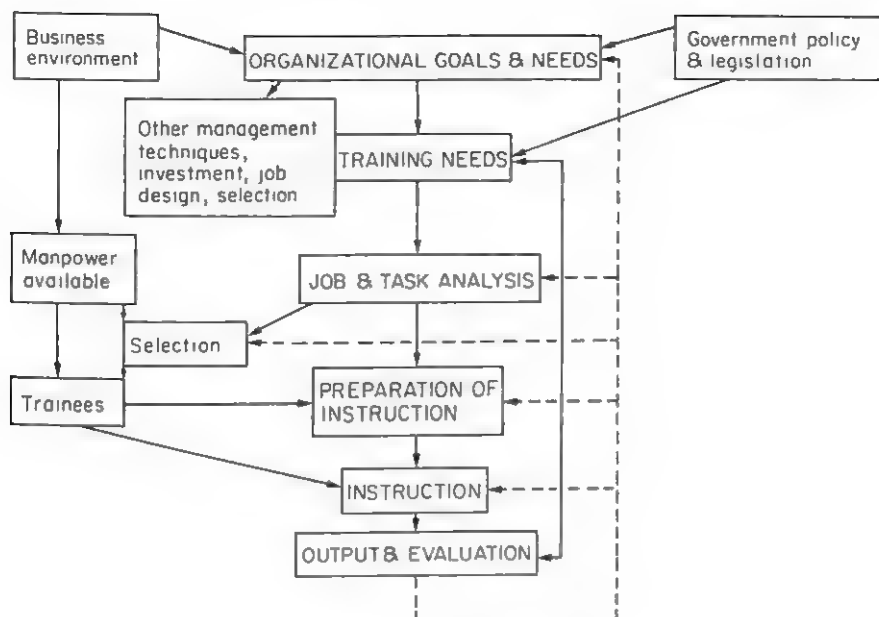 Business
environment
ORGANIZATIONAL GOALS & NEEDS
Government policy
& legislation
Other management
techniques,
investment, job
design, selection
TRAINING NEEDS
Manpower
available
JOB & TASK ANALYSIS
Selection
Trainees
PREPARATION OF
INSTRUCTION
INSTRUCTION
OUTPUT & EVALUATION